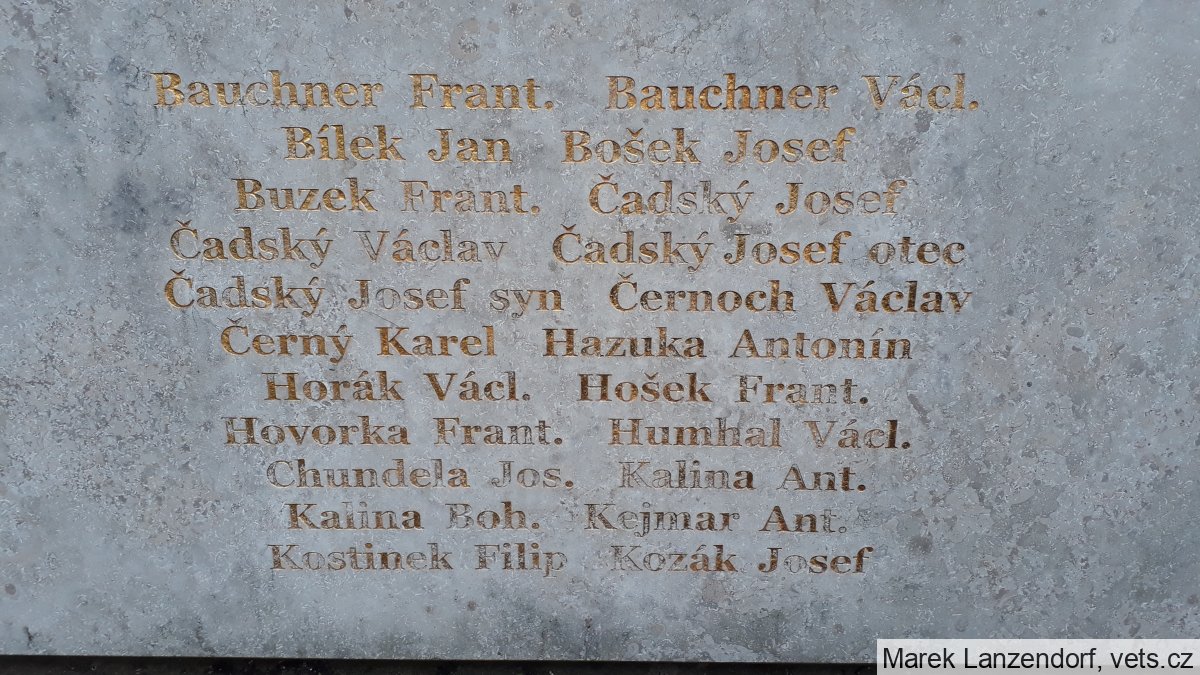 Bauchner Frant. Bauchner Václ.
Bílek Jan Bošek Josef
Buzek Frant. Čadský Josef
Čadský Václav Čadský Josef otec
Čadský Josef syn Černoch Václav
Černý Karel Hazuka Antonín
Horák Václ. Hošek Frant.
Hovorka Frant. Humhal Václ.
Chundela Jos. Kalina Ant.
Kalina Boh. Kejmar Ant.
Kostinek Filip Kozák Josef
Marek Lanzendorf, vets.cz